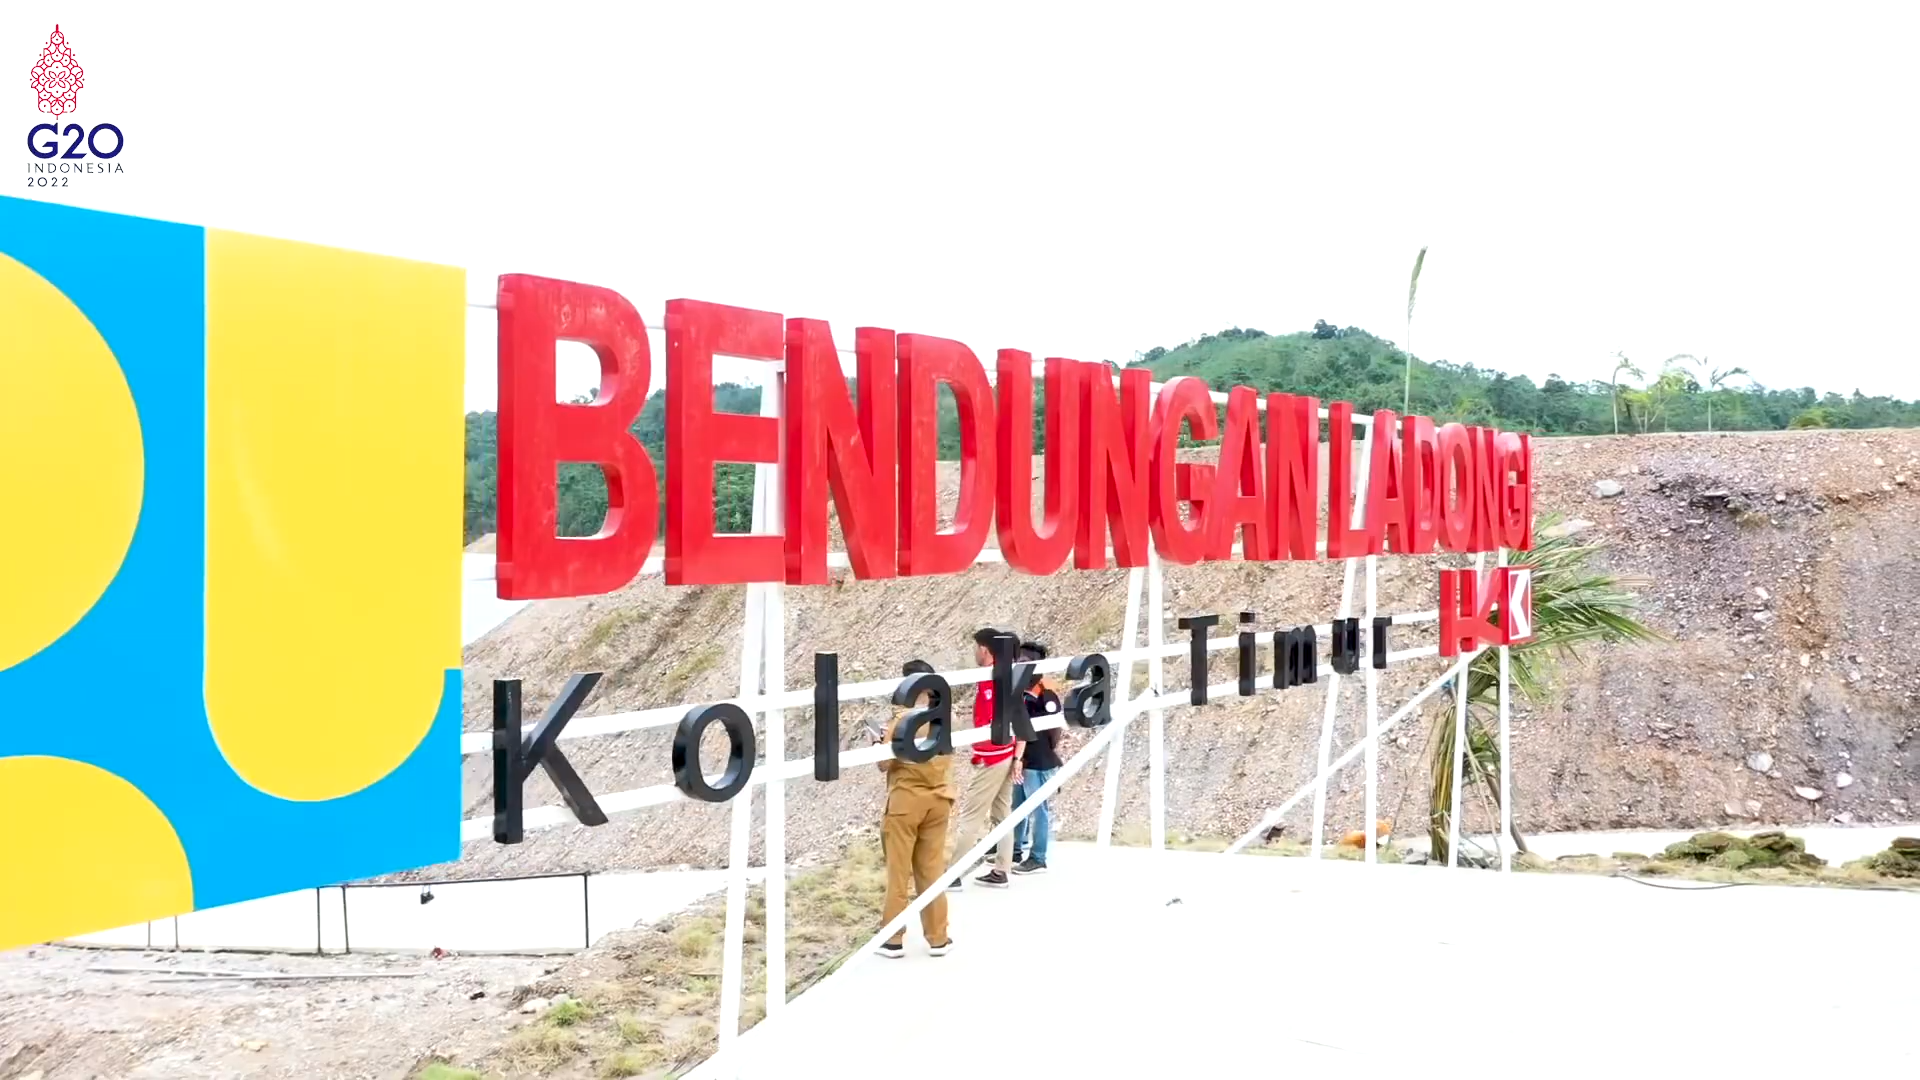 G20
INDONESIA
2022
BENDUNGAN LADONGI
Kolaka Timur
HK